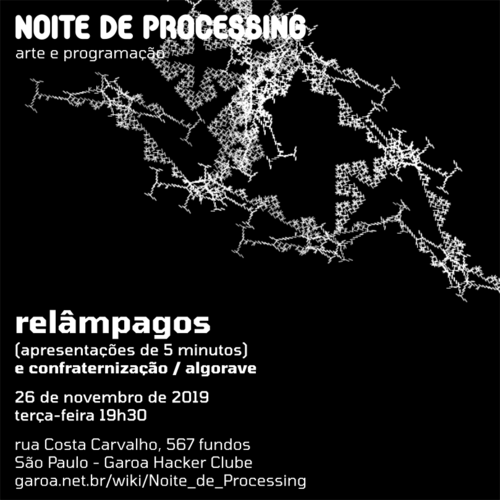 NOITE DE PROCESSING
arte e programação
relâmpagos
(apresentações de 5 minutos)
e confraternização / algorave
26 de novembro de 2019
terça-feira 19h30
rua Costa Carvalho, 567 fundos
São Paulo - Garoa Hacker Clube
garoa.net.br/wiki/Noite_de_Processing